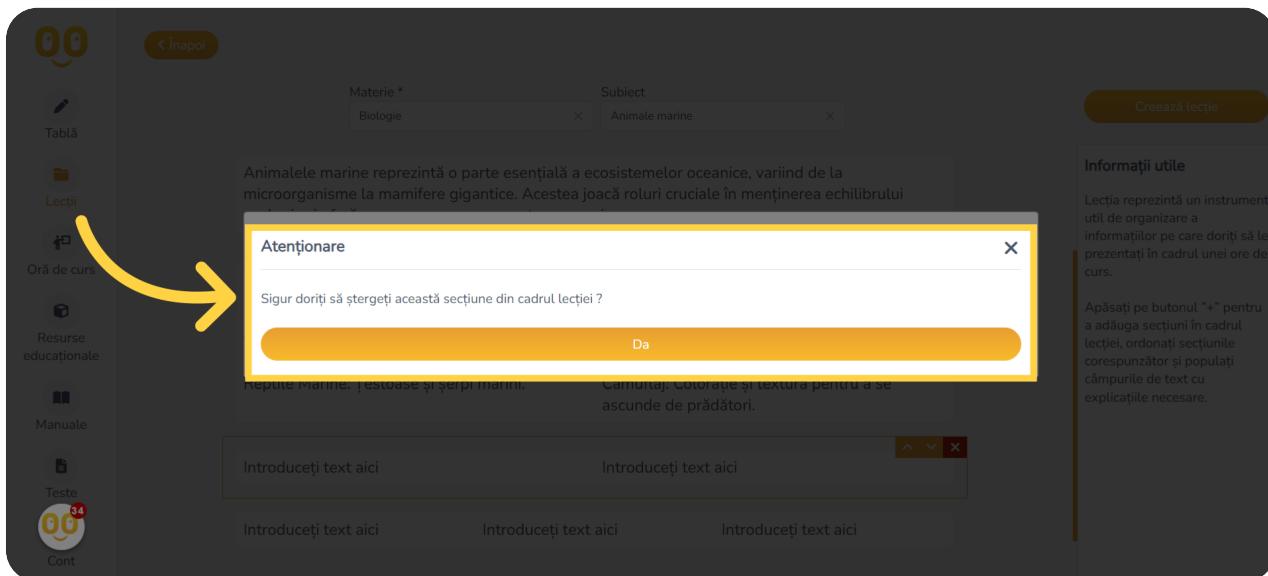 Înapoi
Materie *
Subiect
Biologie
Animale marine
Creează lecție
Tablă
Lecții
Oră de curs
Resurse
educaționale
Manuale
Teste
34
Cont
Animalele marine reprezintă o parte esențială a ecosistemelor oceanice, variind de la
microorganisme la mamifere gigantice. Acestea joacă roluri cruciale în menținerea echilibrului
Atenționare
Sigur doriți să ștergeți această secțiune din cadrul lecției ?
Da
Reptile Marine: Țestoase și șerpi marini.
Camuflaj: Colorație și textura pentru a se
ascunde de prădători.
Introduceți text aici
Introduceți text aici
Introduceți text aici
Introduceți text aici
Introduceți text aici
Informații utile
Lecția reprezintă un instrument
util de organizare a
informațiilor pe care doriți să le
prezentați în cadrul unei ore de
curs.
Apăsați pe butonul "+" pentru
a adăuga secțiuni în cadrul
lecției, ordonați secțiunile
corespunzător și populați
câmpurile de text cu
explicațiile necesare.